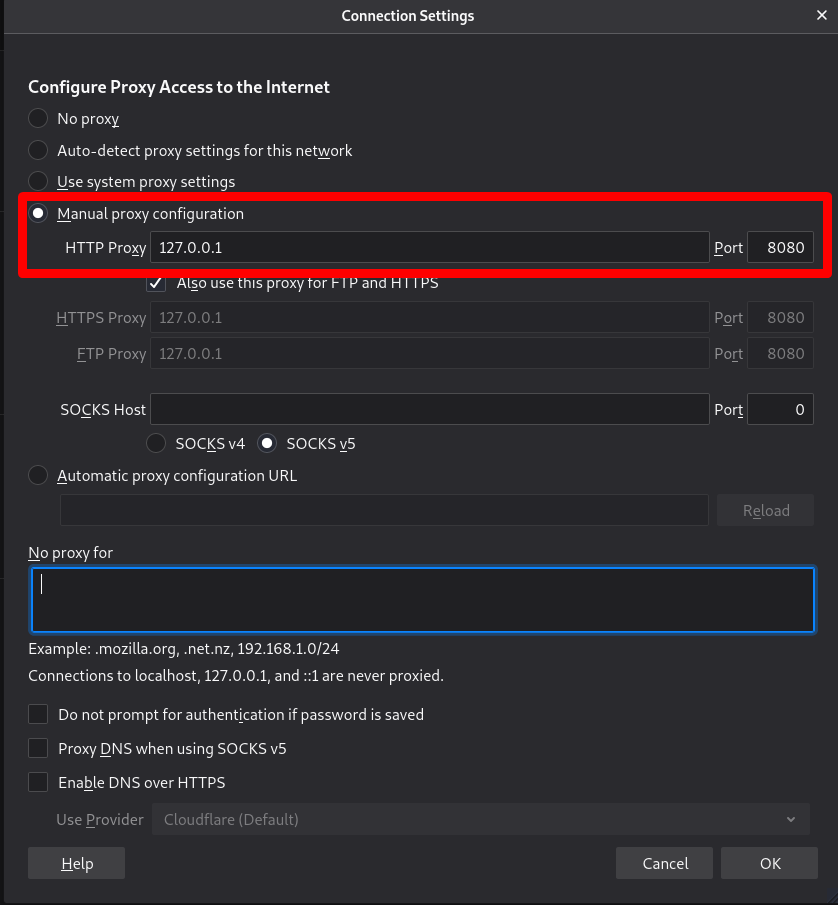 Connection Settings
Configure Proxy Access to the Internet
No proxy
Auto-detect proxy settings for this network
Use system proxy settings
Manual proxy configuration
HTTP Proxy 127.0.0.1 Port 8080
Also use this proxy for FTP and HTTPS
HTTPS Proxy 127.0.0.1 Port 8080
FTP Proxy 127.0.0.1 Port 8080
SOCKS Host Port 0
SOCKS v4 SOCKS v5
Automatic proxy configuration URL
Reload
No proxy for
Example: .mozilla.org, .net.nz, 192.168.1.0/24
Connections to localhost, 127.0.0.1, and ::1 are never proxied.
Do not prompt for authentication if password is saved
Proxy DNS when using SOCKS v5
Enable DNS over HTTPS
Use Provider Cloudflare (Default)
Help Cancel OK